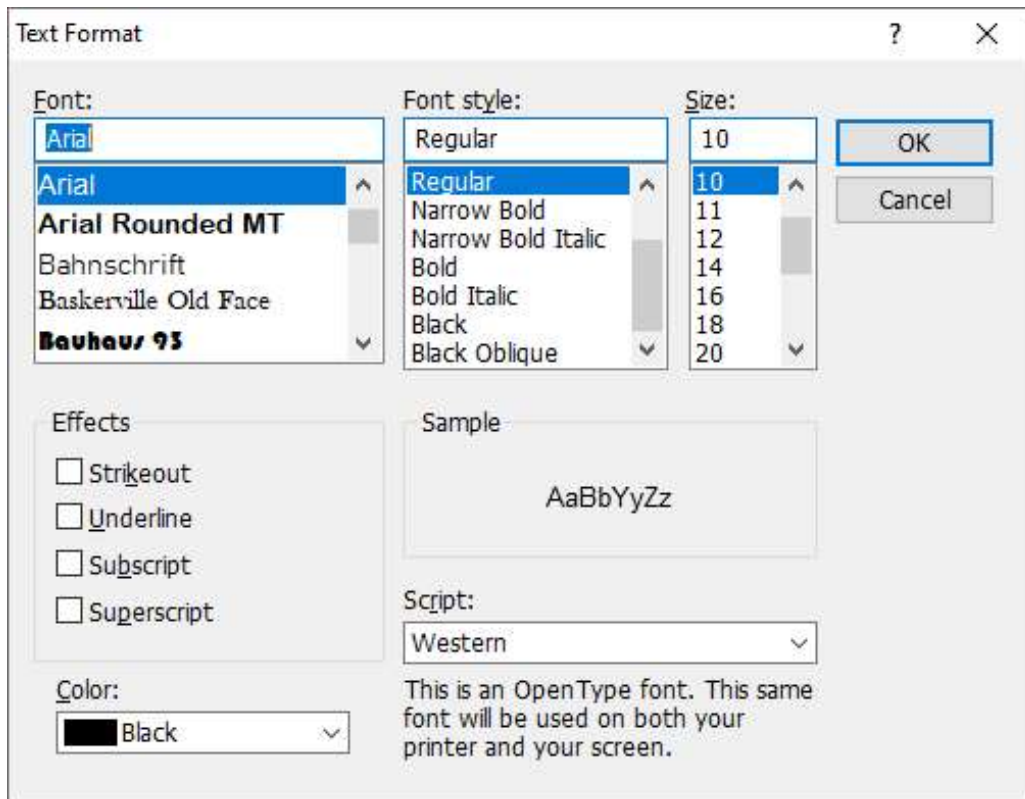 Text Format
Font:
Arial
Arial
Arial Rounded MT
Bahnschrift
Baskerville Old Face
Bauhaus 93
Font style:
Regular
Regular
Narrow Bold
Narrow Bold Italic
Bold
Bold Italic
Black
Black Oblique
Size:
10
10
11
12
14
16
18
20
OK
Cancel
Effects
Strikeout
Underline
Subscript
Superscript
Color:
Black
Sample
AaBbYyZz
Script:
Western
This is an OpenType font. This same
font will be used on both your
printer and your screen.